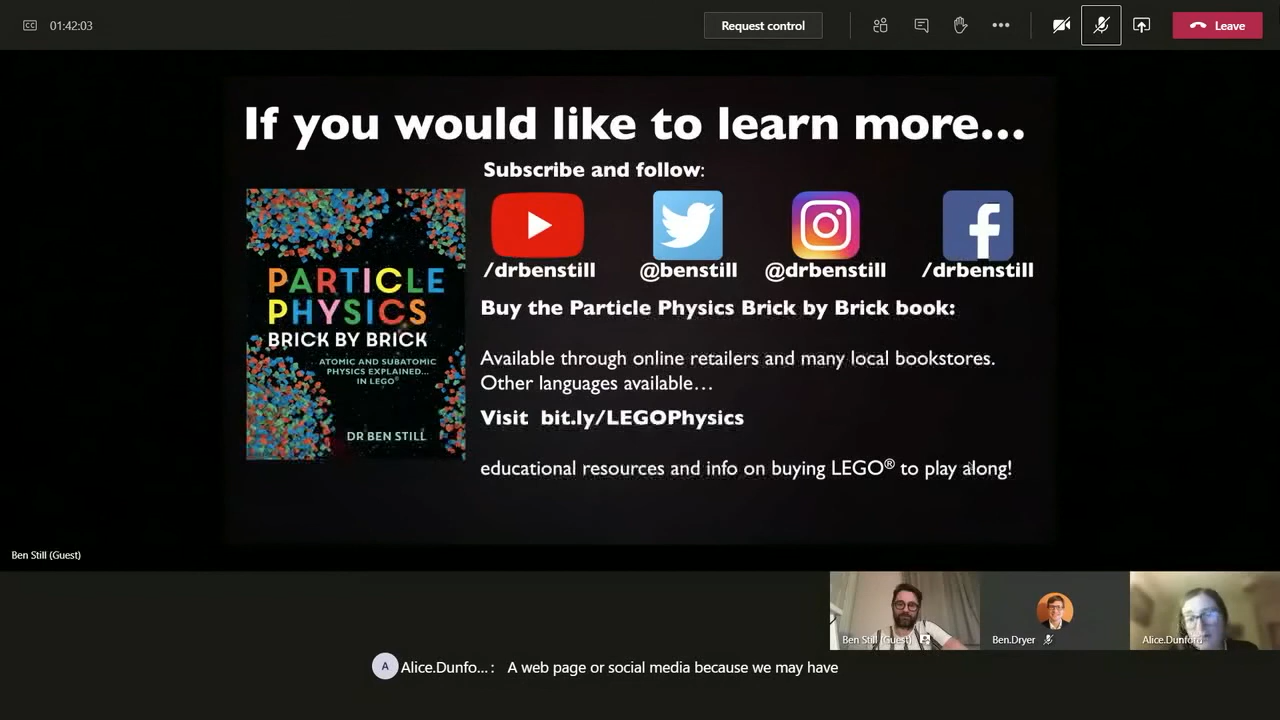 01:42:03
Request control
Leave
If you would like to learn more...
Subscribe and follow:
/drbenstill @benstill @drbenstill /drbenstill
PARTICLE
PHYSICS
BRICK BY BRICK
ATOMIC AND SUBATOMIC
PHYSICS EXPLAINED...
IN LEGO®
DR BEN STILL
Buy the Particle Physics Brick by Brick book:
Available through online retailers and many local bookstores.
Other languages available...
Visit bit.ly/LEGOPhysics
educational resources and info on buying LEGO® to play along!
Ben Still (Guest)
Ben Still (Guest)
Ben.Dryer
Alice.Dunford
A Alice.Dunfo... : A web page or social media because we may have